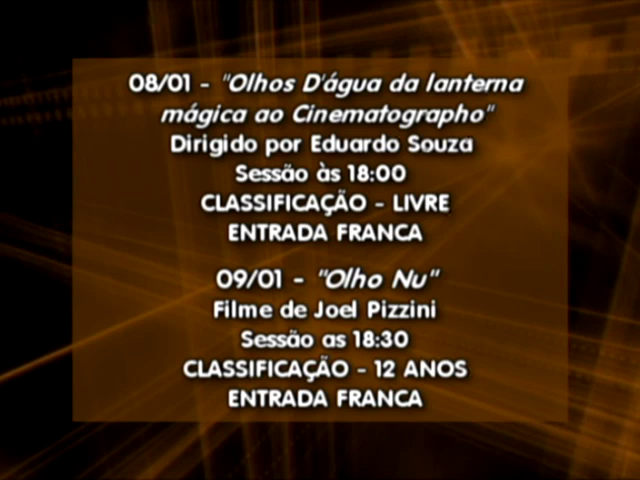 08/01 - "Olhos D'água da lanterna
mágica ao Cinematographo"
Dirigido por Eduardo Souza
Sessão às 18:00
CLASSIFICAÇÃO - LIVRE
ENTRADA FRANCA
09/01 - "Olho Nu"
Filme de Joel Pizzini
Sessão as 18:30
CLASSIFICAÇÃO - 12 ANOS
ENTRADA FRANCA